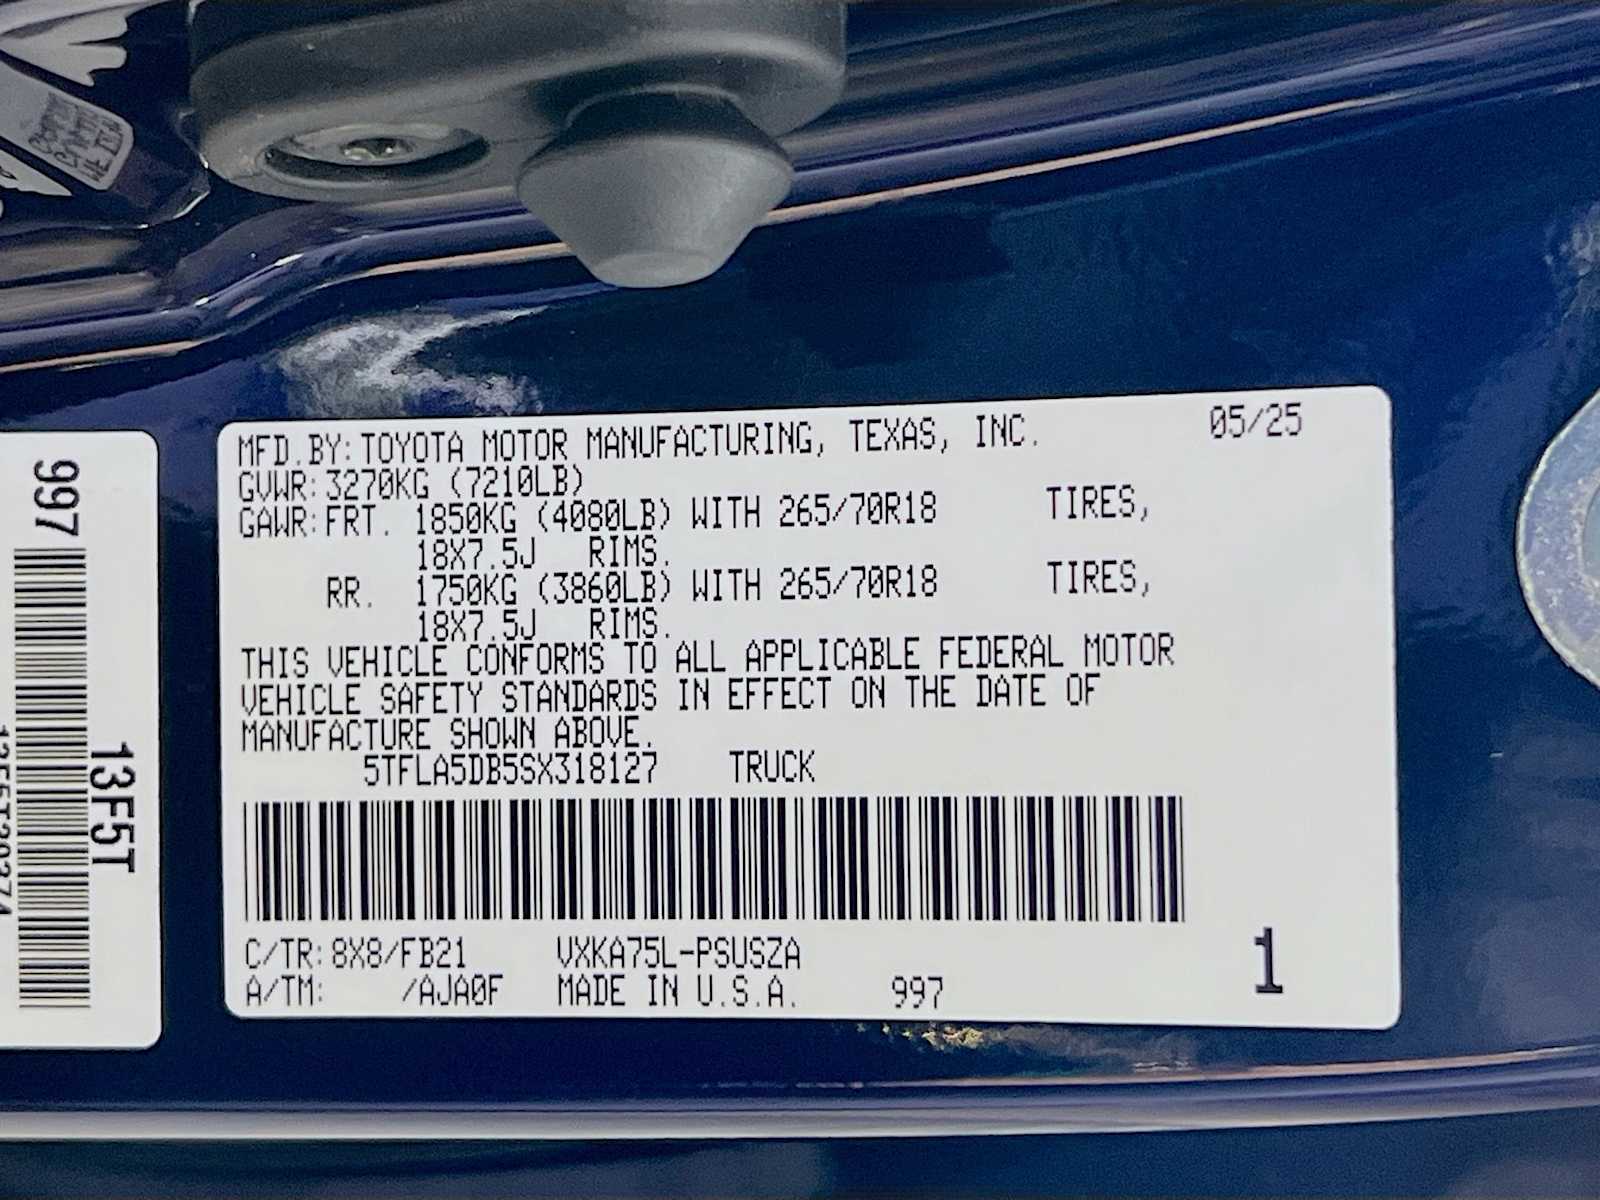 MFD.BY:TOYOTA MOTOR MANUFACTURING, TEXAS, INC. 05/25
GVWR:3270KG (7210LB)
GAWR:FRT. 1850KG (4080LB) WITH 265/70R18 TIRES,
18X7.5J RIMS.
RR. 1750KG (3860LB) WITH 265/70R18 TIRES,
18X7.5J RIMS.
THIS VEHICLE CONFORMS TO ALL APPLICABLE FEDERAL MOTOR
VEHICLE SAFETY STANDARDS IN EFFECT ON THE DATE OF
MANUFACTURE SHOWN ABOVE.
5TFLA5DB5SX318127 TRUCK
C/TR:8X8/FB21 VXKA75L-PSUSZA
A/TM: /AJA0F MADE IN U.S.A. 997
1
997
13F5T